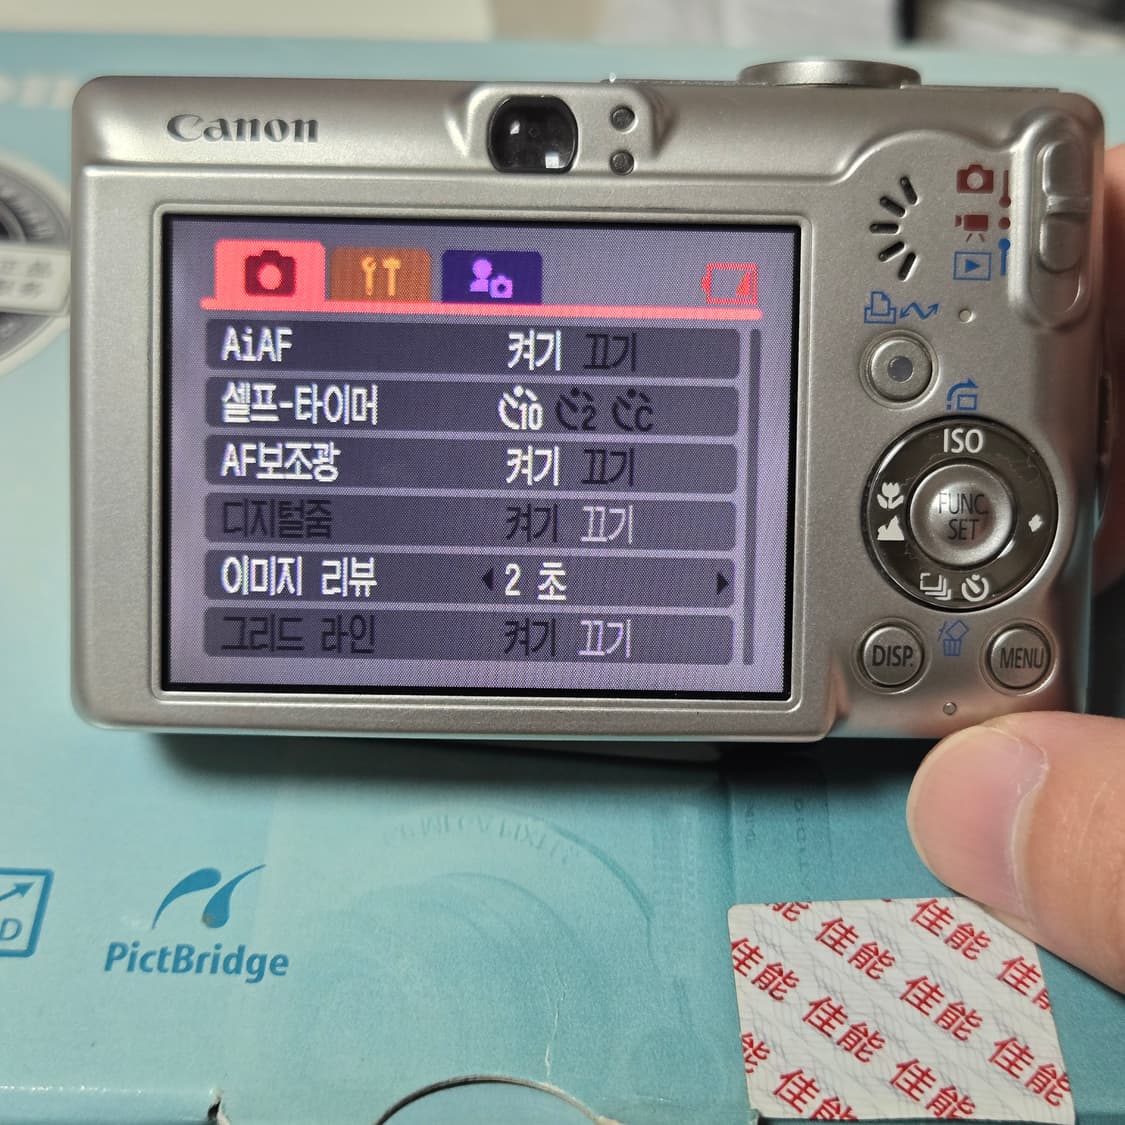 Canon
AiAF 켜기 끄기
셀프-타이머 10 2 C
AF보조광 켜기 끄기
디지털줌 켜기 끄기
이미지 리뷰 2 초
그리드 라인 켜기 끄기
ISO
FUNC.
SET
DISP.
MENU
PictBridge
D
佳能
佳能 佳能
佳能 佳能
佳能 佳能
佳能 佳能